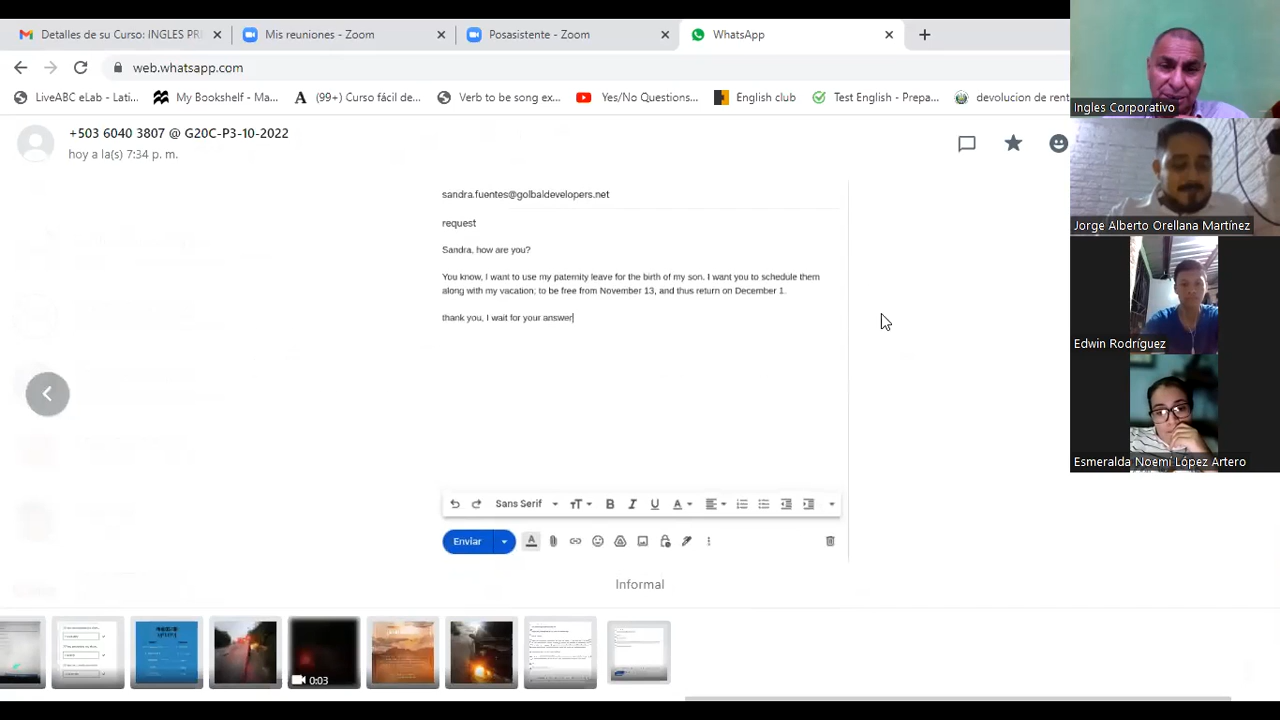 Detalles de su Curso: iNGLES PRI
Mis reuniones - Zoom
Posasistente - Zoom
WhatsApp
web.whatsapp.com
LiveABC eLab - Lati...
My Bookshelf - Ma...
(99+) Curso fácil de...
Verb to be song ex...
Yes/No Questions...
English club
Test English - Prepa...
devolucion de rent
+503 6040 3807 @ G20C-P3-10-2022
hoy a la(s) 7:34 p. m.
sandra.fuentes@golbaldevelopers.net
request
Sandra, how are you?
You know, I want to use my paternity leave for the birth of my son. I want you to schedule them
along with my vacation; to be free from November 13, and thus return on December 1.
thank you, I wait for your answer
Sans Serif
Enviar
Informal
0:03
Ingles Corporativo
Jorge Alberto Orellana Martínez
Edwin Rodríguez
Esmeralda Noemí López Artero